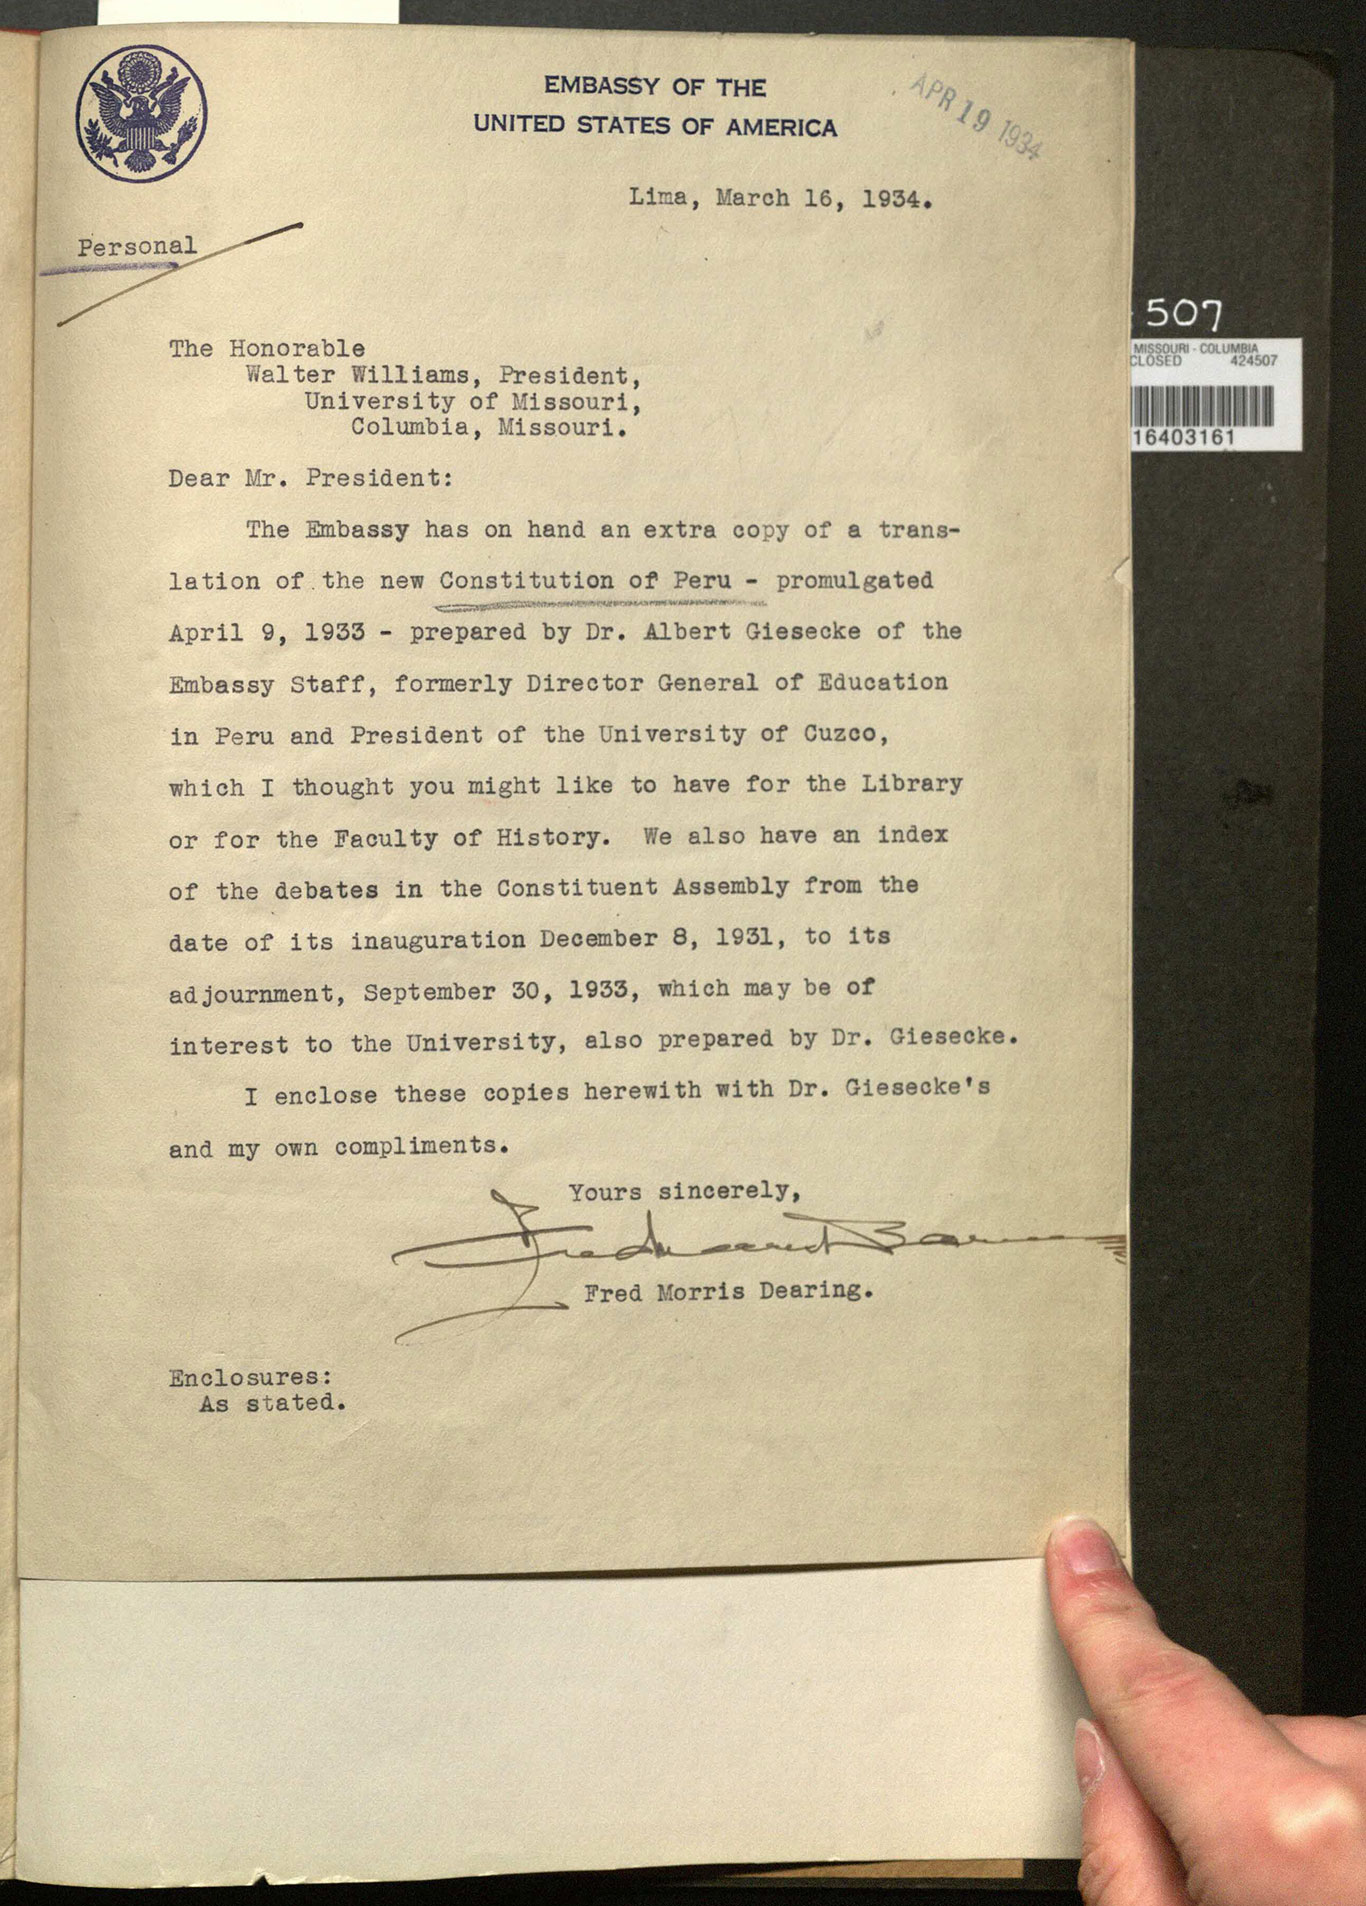 EMBASSY OF THE
UNITED STATES OF AMERICA
APR 19 1934
Lima, March 16, 1934.
Personal
507
The Honorable
Walter Williams, President,
University of Missouri,
Columbia, Missouri.
MISSOURI - COLUMBIA
CLOSED 424507
16403161
Dear Mr. President:
The Embassy has on hand an extra copy of a trans-
lation of the new Constitution of Peru - promulgated
April 9, 1933 - prepared by Dr. Albert Giesecke of the
Embassy Staff, formerly Director General of Education
in Peru and President of the University of Cuzco,
which I thought you might like to have for the Library
or for the Faculty of History. We also have an index
of the debates in the Constituent Assembly from the
date of its inauguration December 8, 1931, to its
adjournment, September 30, 1933, which may be of
interest to the University, also prepared by Dr. Giesecke.
I enclose these copies herewith with Dr. Giesecke's
and my own compliments.
Yours sincerely,
Fred Morris Dearing.
Enclosures:
As stated.